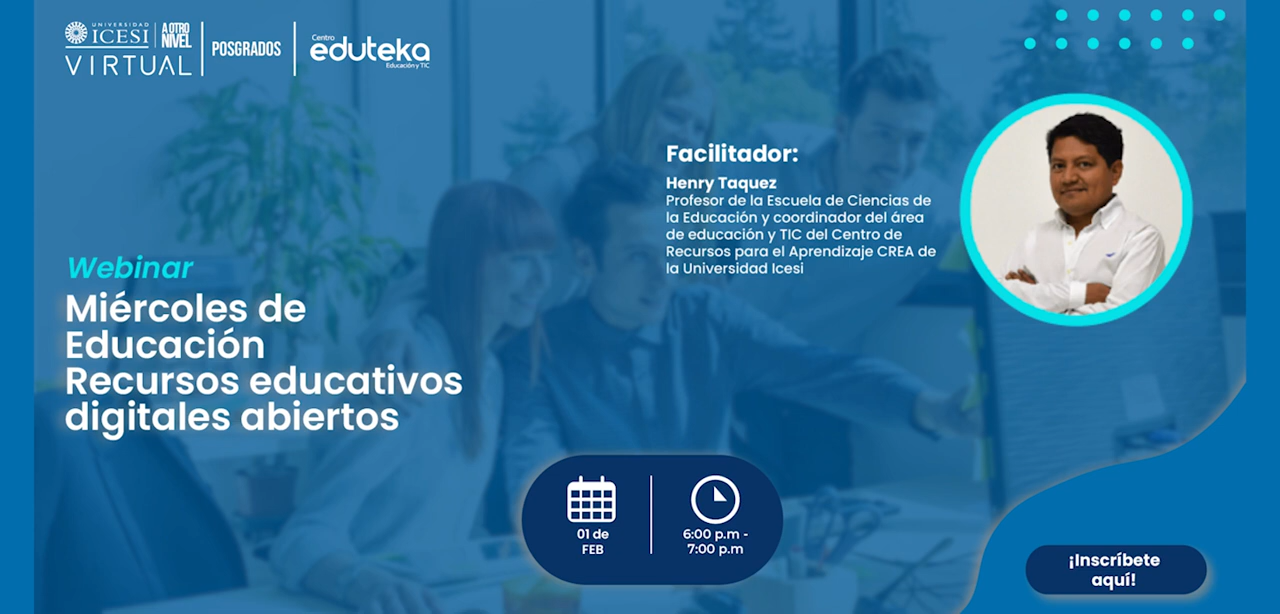 UNIVERSIDAD
ICESI
A OTRO
NIVEL
VIRTUAL
POSGRADOS
Centro
eduteka
Educación y TIC
Facilitador:
Henry Taquez
Profesor de la Escuela de Ciencias de
la Educación y coordinador del área
de educación y TIC del Centro de
Recursos para el Aprendizaje CREA de
la Universidad Icesi
Webinar
Miércoles de
Educación
Recursos educativos
digitales abiertos
01 de
FEB
6:00 p.m -
7:00 p.m
¡Inscríbete
aquí!